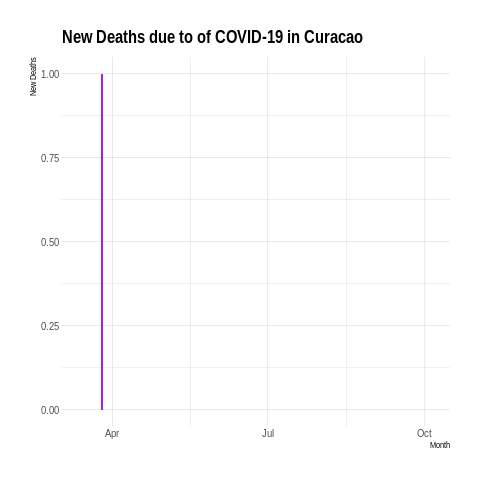 New Deaths due to of COVID-19 in Curacao
New Deaths
1.00
0.75
0.50
0.25
0.00
Apr
Jul
Oct
Month